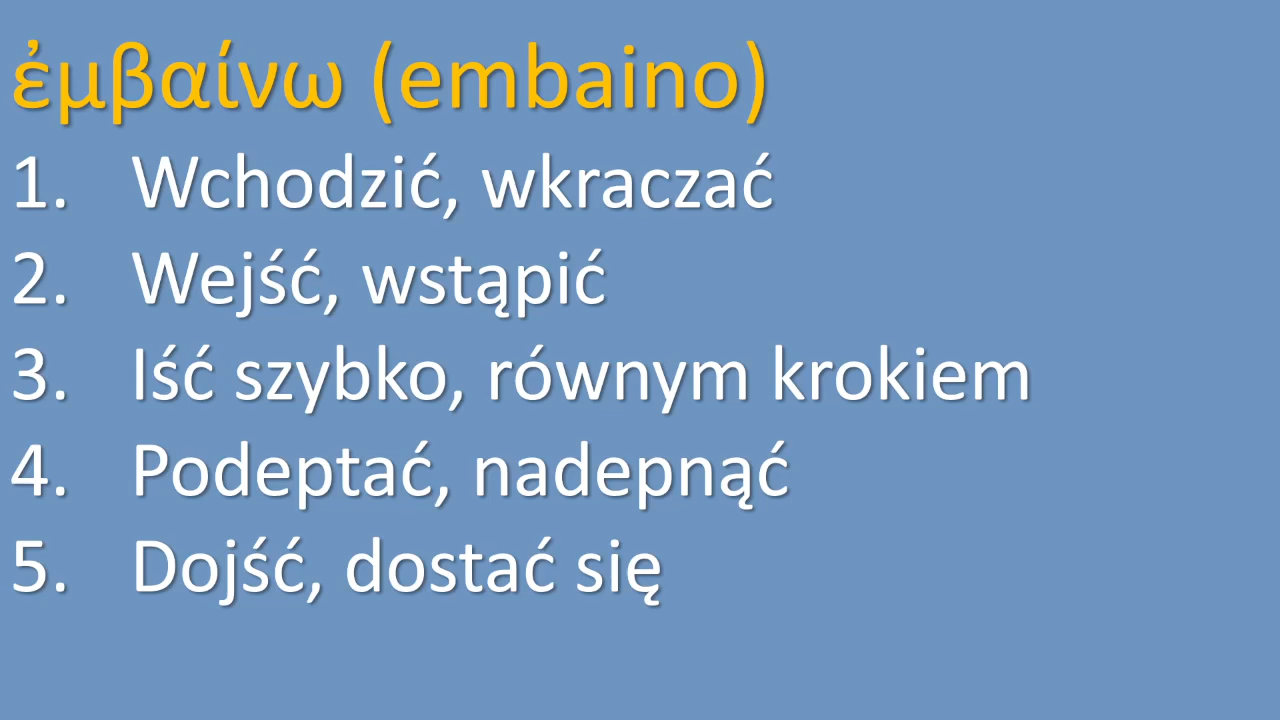 ἐμβαίνω (embaino)
1. Wchodzić, wkraczać
2. Wejść, wstąpić
3. Iść szybko, równym krokiem
4. Podeptać, nadepnąć
5. Dojść, dostać się